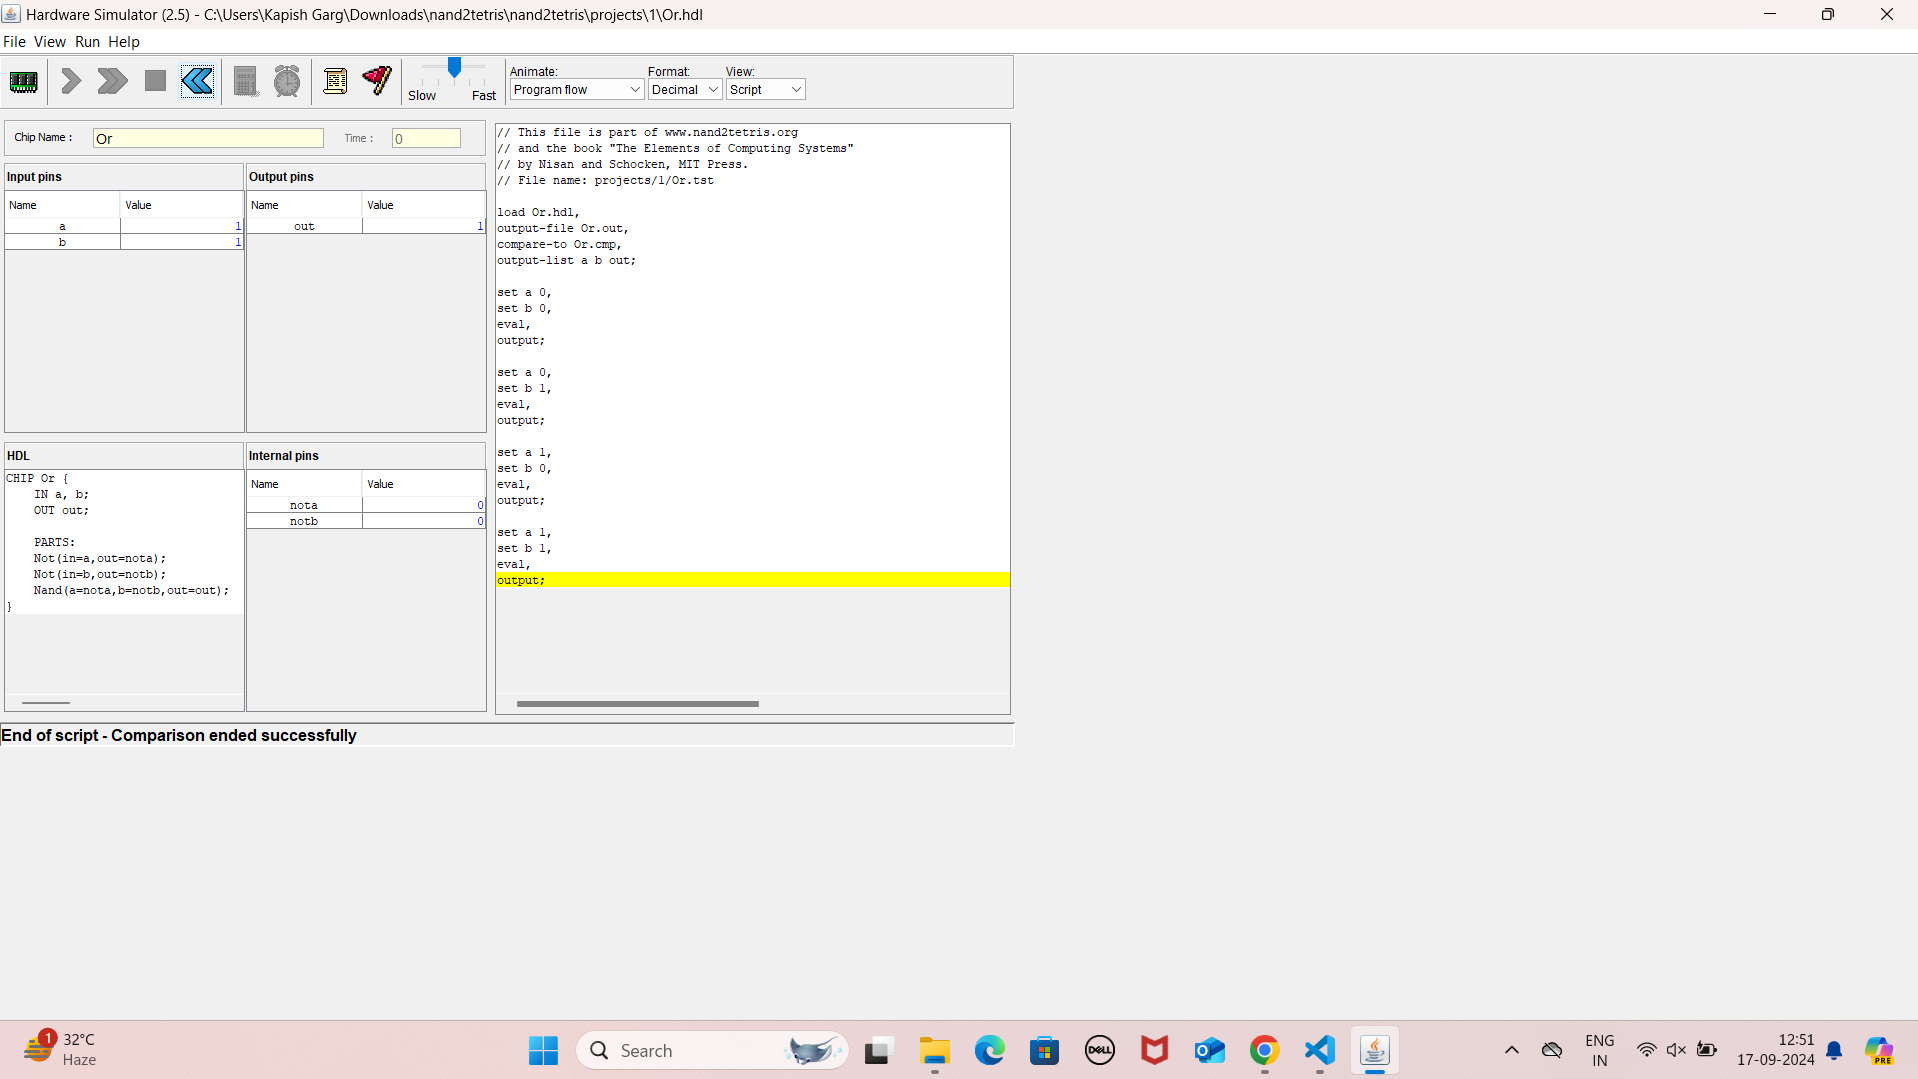 Hardware Simulator (2.5) - C:\Users\Kapish Garg\Downloads\nand2tetris\nand2tetris\projects\1\Or.hdl
File View Run Help
Slow Fast
Animate: Format: View:
Program flow Decimal Script
Chip Name : Or Time : 0
Input pins
Name Value
a 1
b 1
Output pins
Name Value
out 1
HDL
CHIP Or {
IN a, b;
OUT out;
PARTS:
Not(in=a,out=nota);
Not(in=b,out=notb);
Nand(a=nota,b=notb,out=out);
}
Internal pins
Name Value
nota 0
notb 0
// This file is part of www.nand2tetris.org
// and the book "The Elements of Computing Systems"
// by Nisan and Schocken, MIT Press.
// File name: projects/1/Or.tst
load Or.hdl,
output-file Or.out,
compare-to Or.cmp,
output-list a b out;
set a 0,
set b 0,
eval,
output;
set a 0,
set b 1,
eval,
output;
set a 1,
set b 0,
eval,
output;
set a 1,
set b 1,
eval,
output;
End of script - Comparison ended successfully
1
32°C
Haze
Search
DELL
ENG
IN
12:51
17-09-2024
PRE